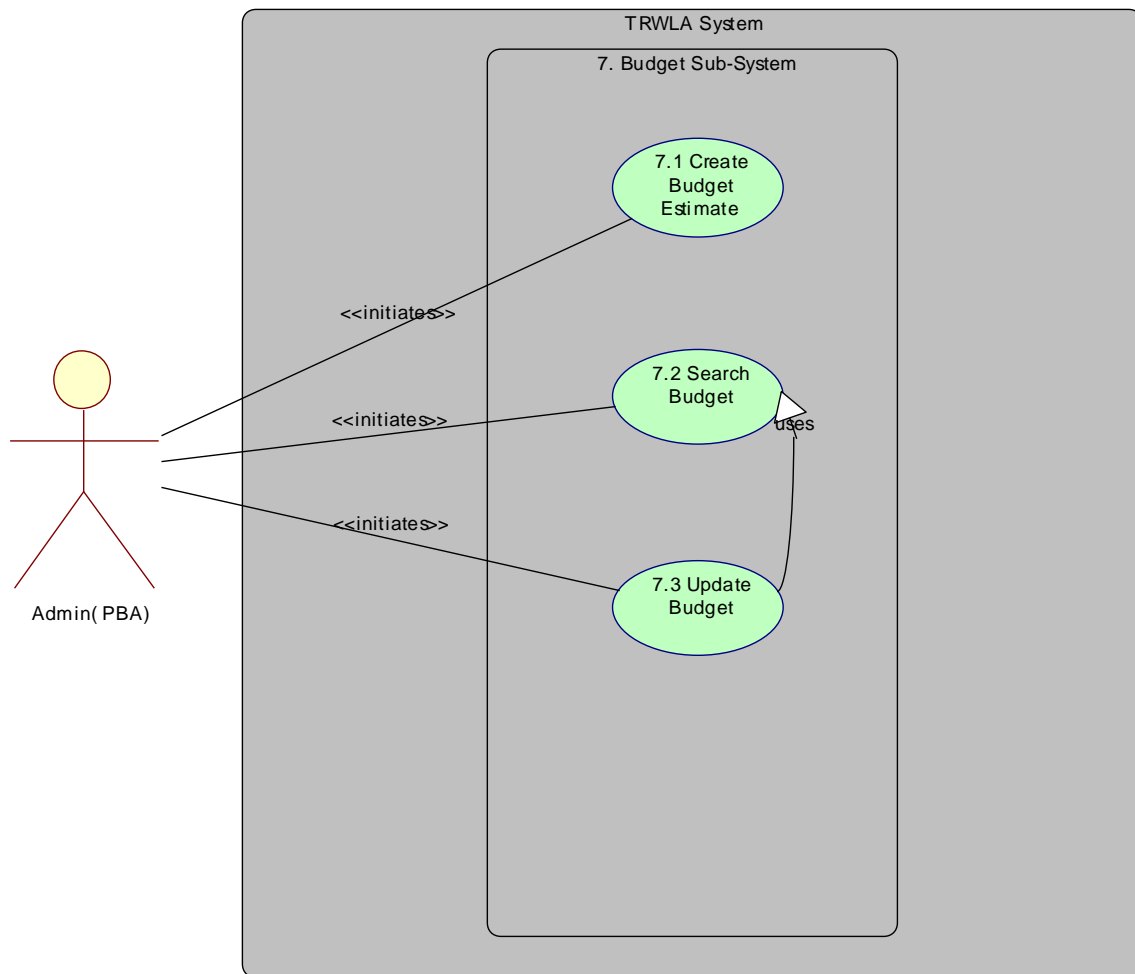 TRWLA System
7. Budget Sub-System
7.1 Create
Budget
Estimate
<<initiates>>
7.2 Search
Budget
<<initiates>>
uses
<<initiates>>
7.3 Update
Budget
Admin( PBA)